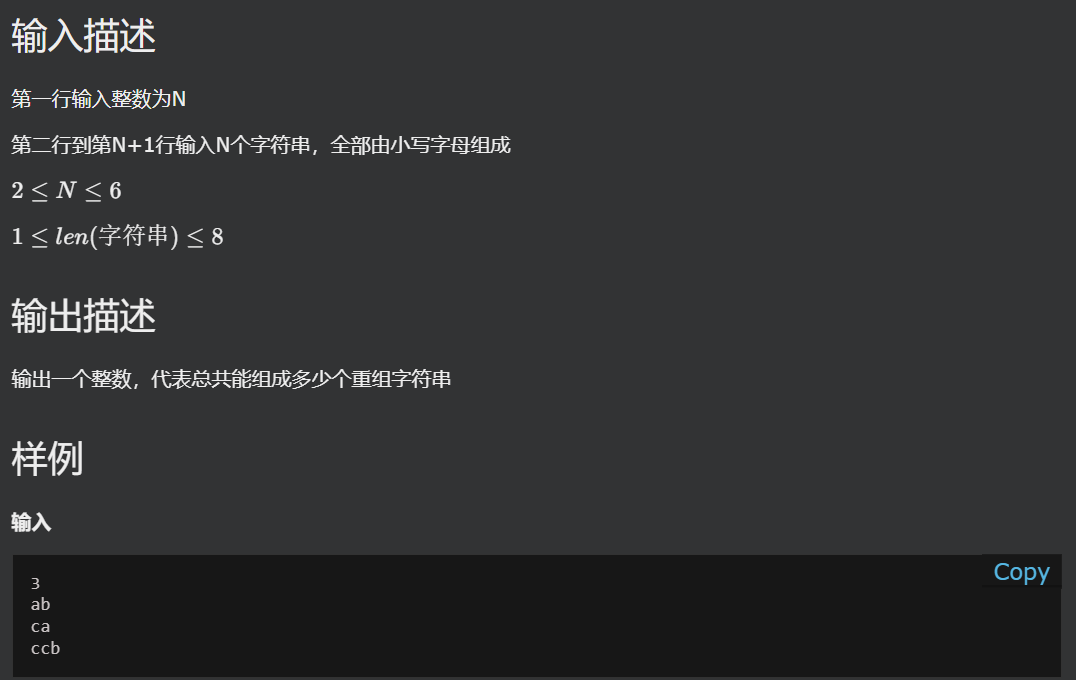 输入描述
第一行输入整数为N
第二行到第N+1行输入N个字符串，全部由小写字母组成
2 ≤ N ≤ 6
1 ≤ len(字符串) ≤ 8
输出描述
输出一个整数，代表总共能组成多少个重组字符串
样例
输入
Copy
3
ab
ca
ccb